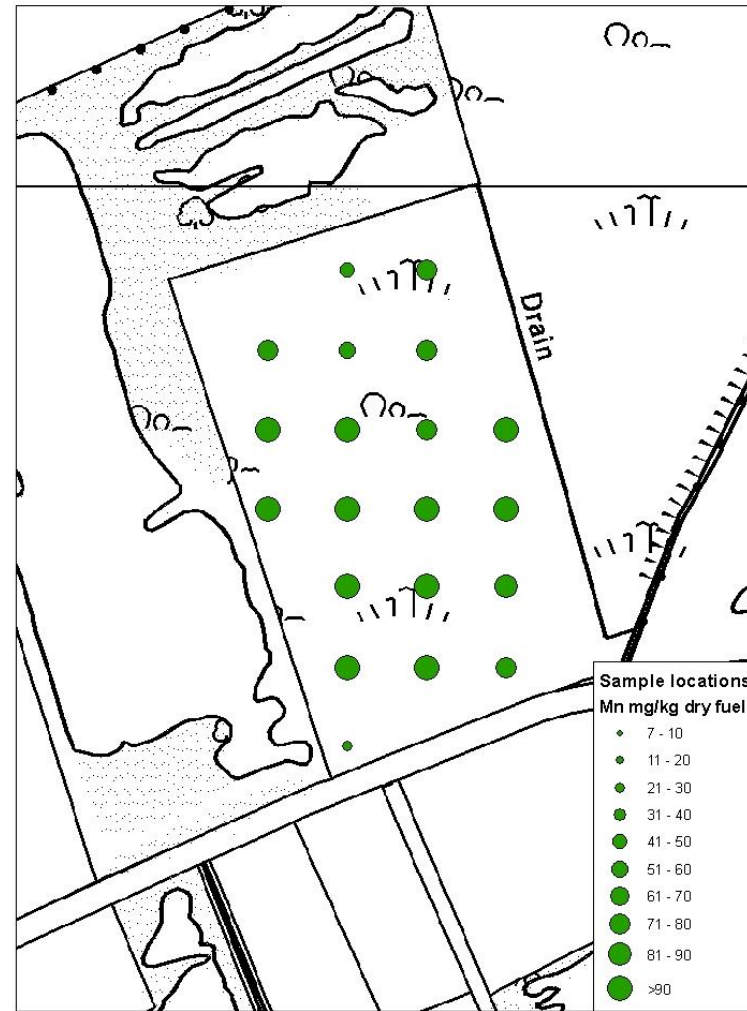 Drain
Sample locations
Mn mg/kg dry fuel
7 - 10
11 - 20
21 - 30
31 - 40
41 - 50
51 - 60
61 - 70
71 - 80
81 - 90
>90